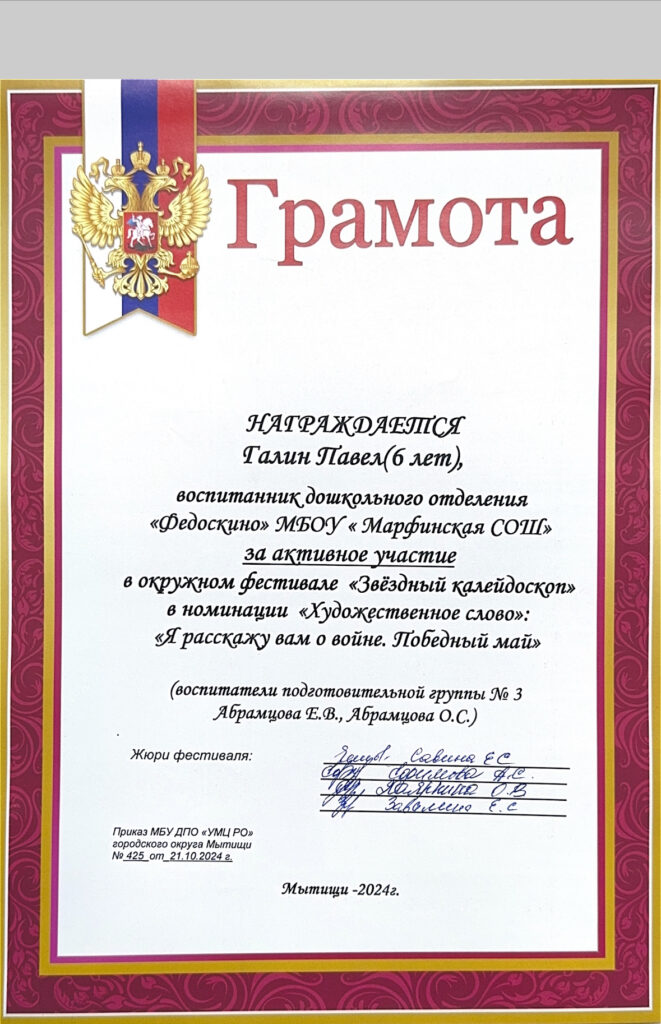 Грамота
НАГРАЖДАЕТСЯ
Галин Павел(6 лет),
воспитанник дошкольного отделения
«Федоскино» МБОУ « Марфинская СОШ»
за активное участие
в окружном фестивале «Звёздный калейдоскоп»
в номинации «Художественное слово»:
«Я расскажу вам о войне. Победный май»
(воспитатели подготовительной группы № 3
Абрамцова Е.В., Абрамцова О.С.)
Жюри фестиваля:
Савина Е С
Ефимова А.С.
О.В
Е.С
Приказ МБУ ДПО «УМЦ РО»
городского округа Мытищи
№ 425 от 21.10.2024 г.
Мытищи -2024г.